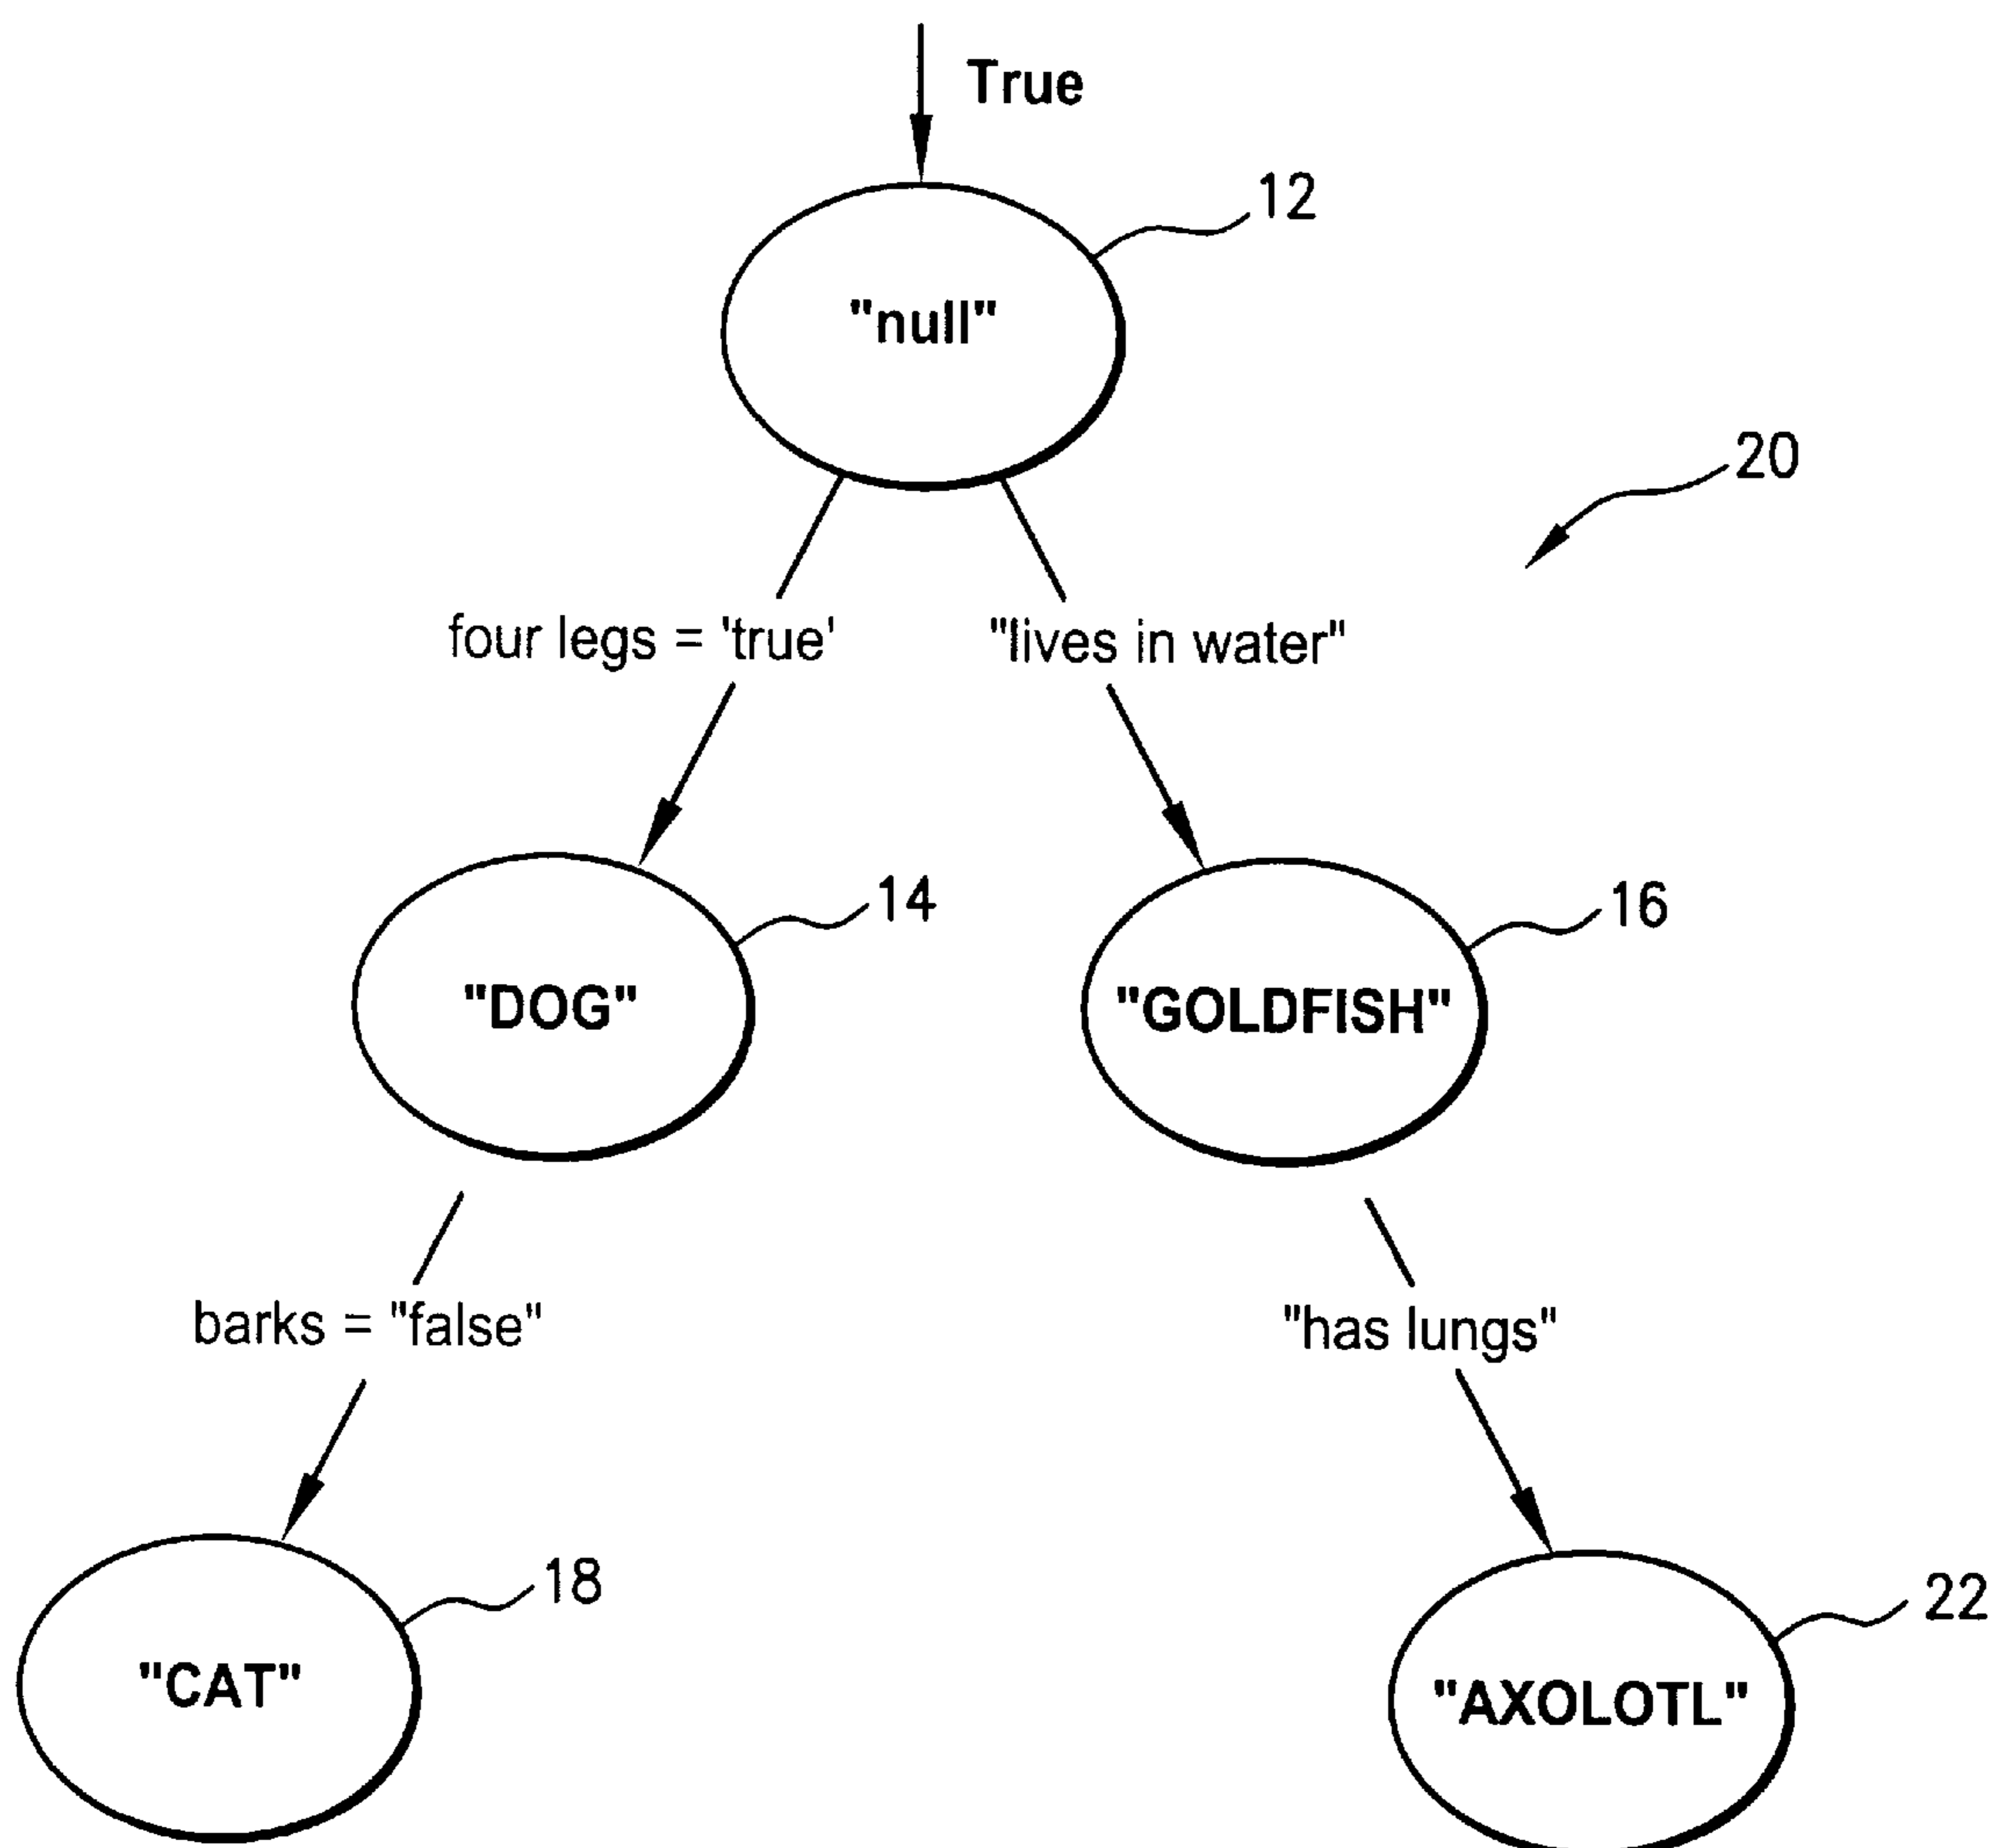 True
12
"null"
20
four legs = 'true'
"lives in water"
14
16
"DOG"
"GOLDFISH"
barks = "false"
"has lungs"
18
22
"CAT"
"AXOLOTL"